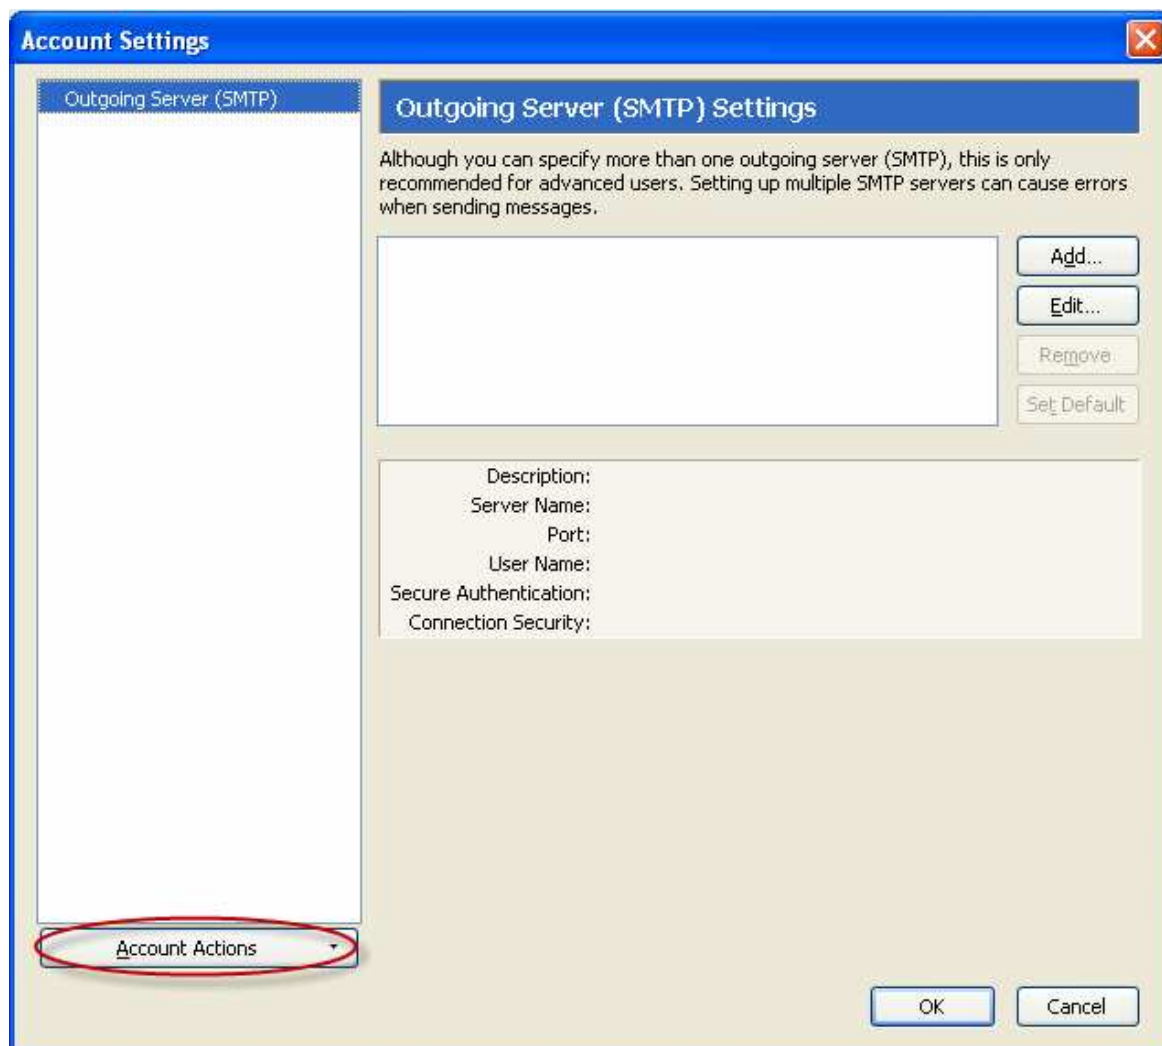 Account Settings
Outgoing Server (SMTP)
Outgoing Server (SMTP) Settings
Although you can specify more than one outgoing server (SMTP), this is only
recommended for advanced users. Setting up multiple SMTP servers can cause errors
when sending messages.
Add...
Edit...
Remove
Set Default
Description:
Server Name:
Port:
User Name:
Secure Authentication:
Connection Security:
Account Actions
OK
Cancel